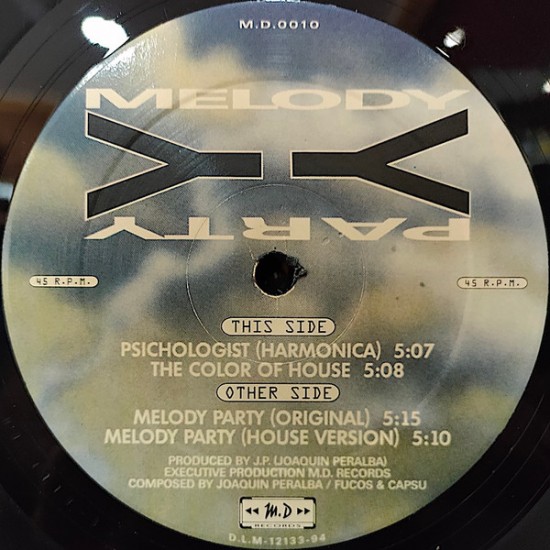 M.D.0010
MELODY
PARTY
45 R.P.M.
45 R.P.M.
THIS SIDE
PSICHOLOGIST (HARMONICA) 5:07
THE COLOR OF HOUSE 5:08
OTHER SIDE
MELODY PARTY (ORIGINAL) 5:15
MELODY PARTY (HOUSE VERSION) 5:10
PRODUCED BY J.P. (JOAQUIN PERALBA)
EXECUTIVE PRODUCTION M.D. RECORDS
COMPOSED BY JOAQUIN PERALBA / FUCOS & CAPSU
M.D
RECORDS
D.L.M-12133-94